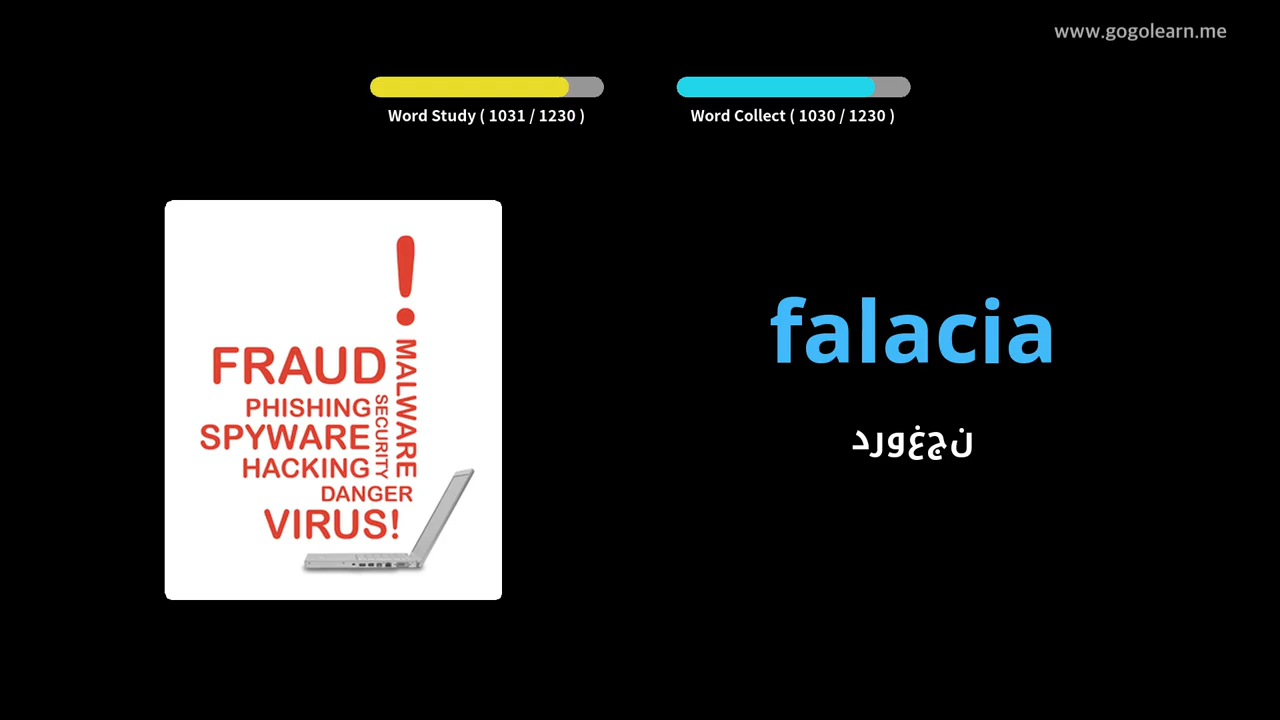 www.gogolearn.me
Word Study ( 1031 / 1230 )
Word Collect ( 1030 / 1230 )
!
FRAUD
MALWARE
SECURITY
PHISHING
SPYWARE
HACKING
DANGER
VIRUS!
falacia
دروغجن